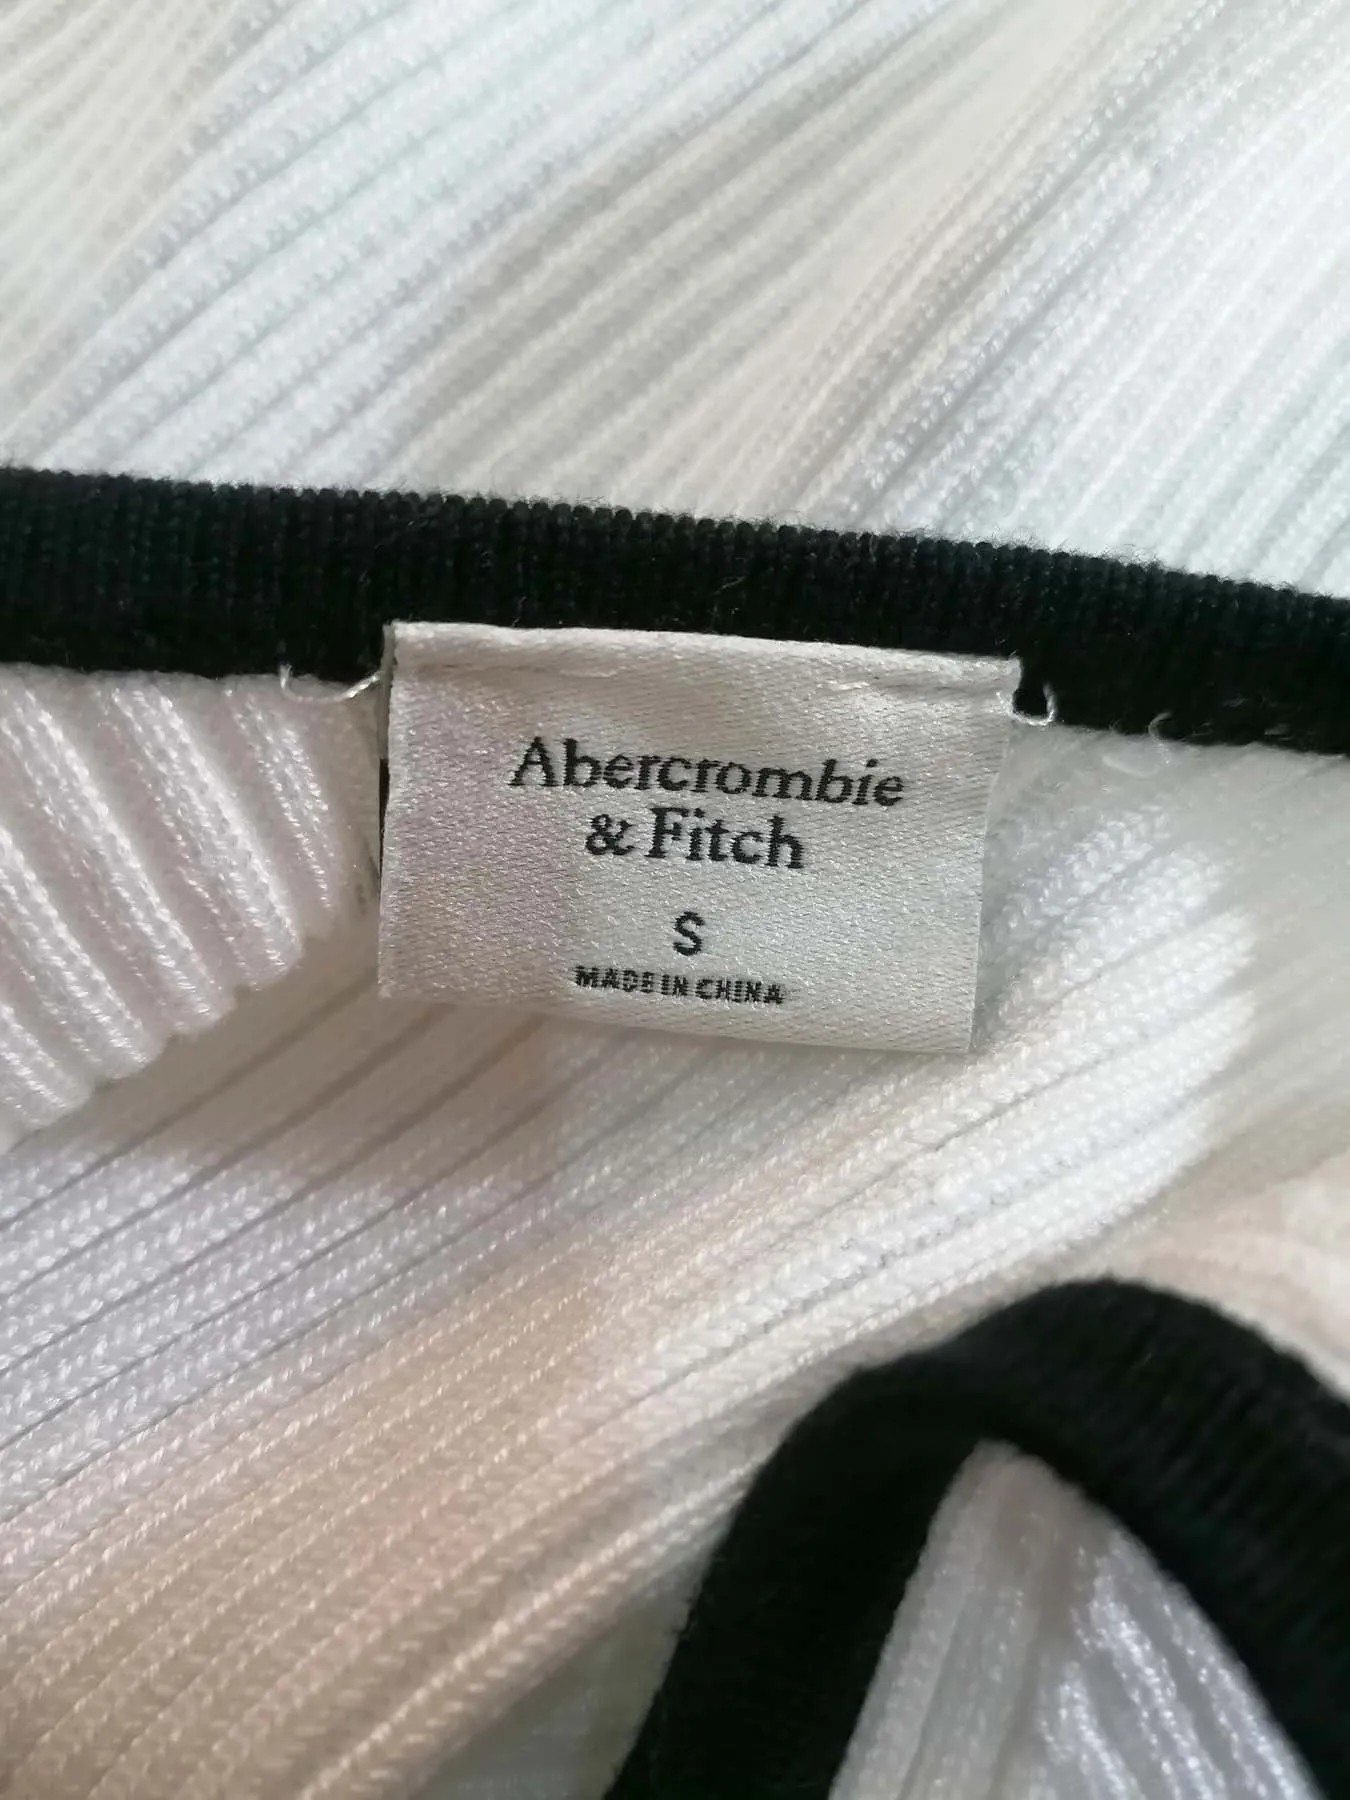 Abercrombie
& Fitch
S
MADE IN CHINA